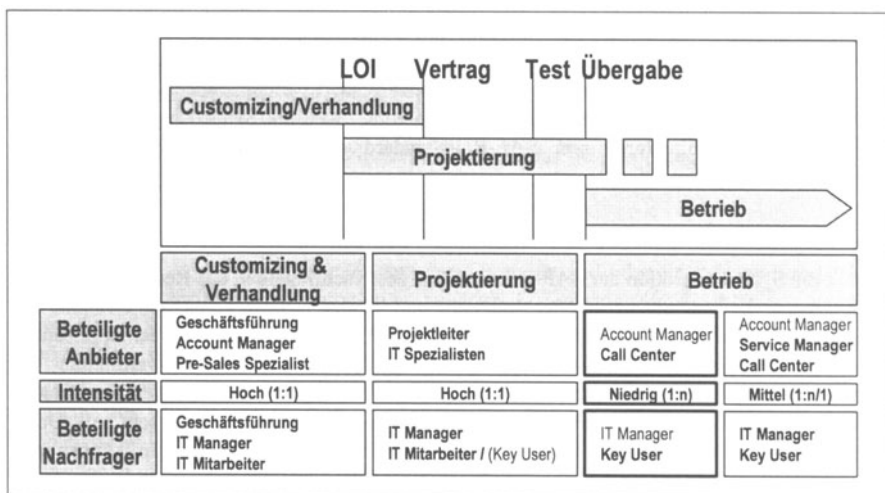 LOI Vertrag Test Übergabe
Customizing/Verhandlung
Projektierung
Betrieb
Customizing & Verhandlung
Projektierung
Betrieb
Beteiligte Anbieter
Geschäftsführung
Account Manager
Pre-Sales Spezialist
Projektleiter
IT Spezialisten
Account Manager
Call Center
Account Manager
Service Manager
Call Center
Intensität
Hoch (1:1)
Hoch (1:1)
Niedrig (1:n)
Mittel (1:n/1)
Beteiligte Nachfrager
Geschäftsführung
IT Manager
IT Mitarbeiter
IT Manager
IT Mitarbeiter / (Key User)
IT Manager
Key User
IT Manager
Key User